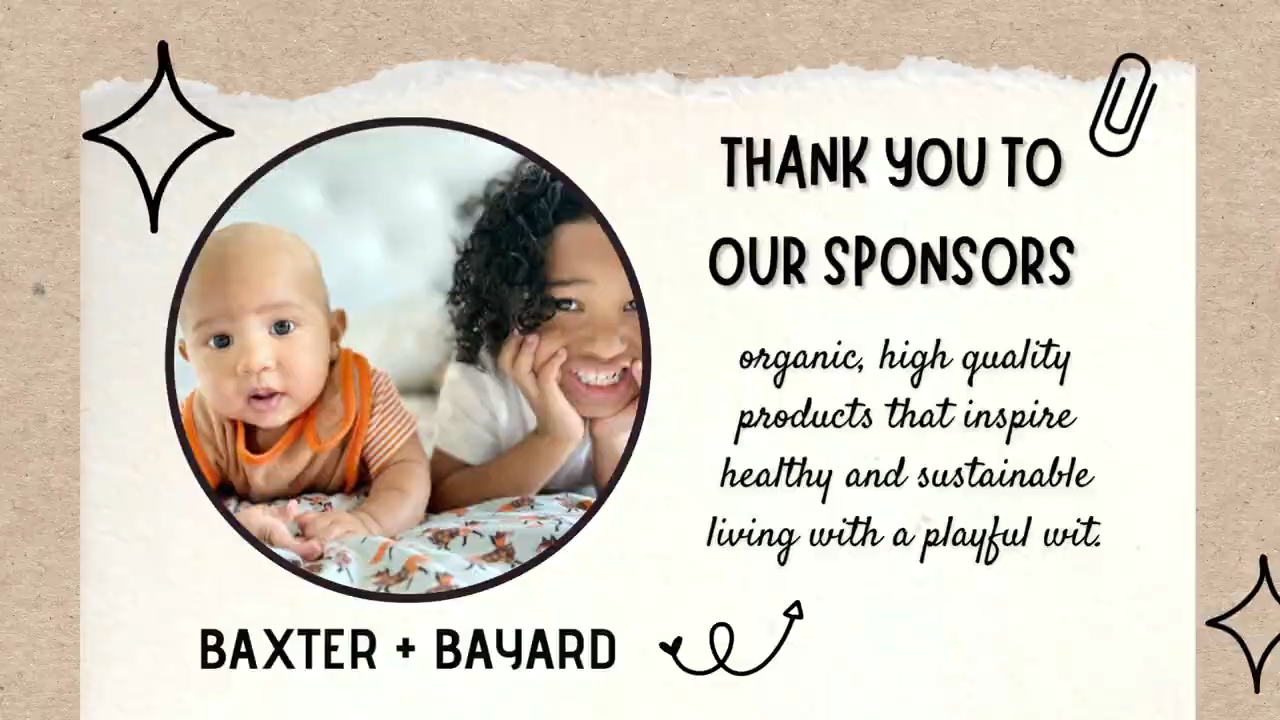 THANK YOU TO
OUR SPONSORS
organic, high quality
products that inspire
healthy and sustainable
living with a playful wit.
BAXTER + BAYARD